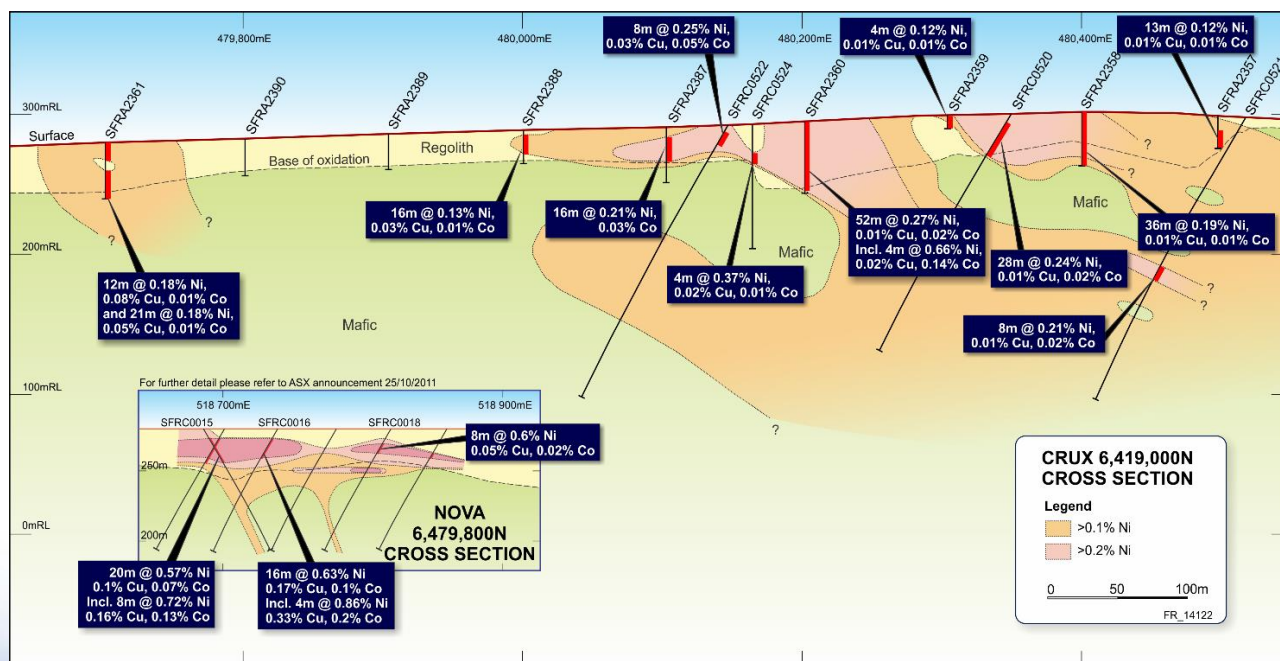 479,800mE
480,000mE
480,200mE
480,400mE
8m @ 0.25% Ni,
0.03% Cu, 0.05% Co
4m @ 0.12% Ni,
0.01% Cu, 0.01% Co
13m @ 0.12% Ni,
0.01% Cu, 0.01% Co
SFRA2361
SFRA2390
SFRA2389
SFRA2388
SFRA2387
SFRC0522
SFRC0524
SFRA2360
SFRA2359
SFRC0520
SFRA2358
SFRA2357
SFRC0521
300mRL
Surface
Base of oxidation
Regolith
?
?
?
?
200mRL
16m @ 0.13% Ni,
0.03% Cu, 0.01% Co
16m @ 0.21% Ni,
0.03% Co
Mafic
Mafic
52m @ 0.27% Ni,
0.01% Cu, 0.02% Co
Incl. 4m @ 0.66% Ni,
0.02% Cu, 0.14% Co
36m @ 0.19% Ni,
0.01% Cu, 0.01% Co
28m @ 0.24% Ni,
0.01% Cu, 0.02% Co
4m @ 0.37% Ni,
0.02% Cu, 0.01% Co
12m @ 0.18% Ni,
0.08% Cu, 0.01% Co
and 21m @ 0.18% Ni,
0.05% Cu, 0.01% Co
Mafic
?
?
8m @ 0.21% Ni,
0.01% Cu, 0.02% Co
100mRL
?
For further detail please refer to ASX announcement 25/10/2011
518 700mE
518 900mE
SFRC0015
SFRC0016
SFRC0018
8m @ 0.6% Ni
0.05% Cu, 0.02% Co
250m
200m
NOVA
6,479,800N
CROSS SECTION
0mRL
20m @ 0.57% Ni
0.1% Cu, 0.07% Co
Incl. 8m @ 0.72% Ni
0.16% Cu, 0.13% Co
16m @ 0.63% Ni
0.17% Cu, 0.1% Co
Incl. 4m @ 0.86% Ni
0.33% Cu, 0.2% Co
CRUX 6,419,000N
CROSS SECTION
Legend
>0.1% Ni
>0.2% Ni
0 50 100m
FR_14122